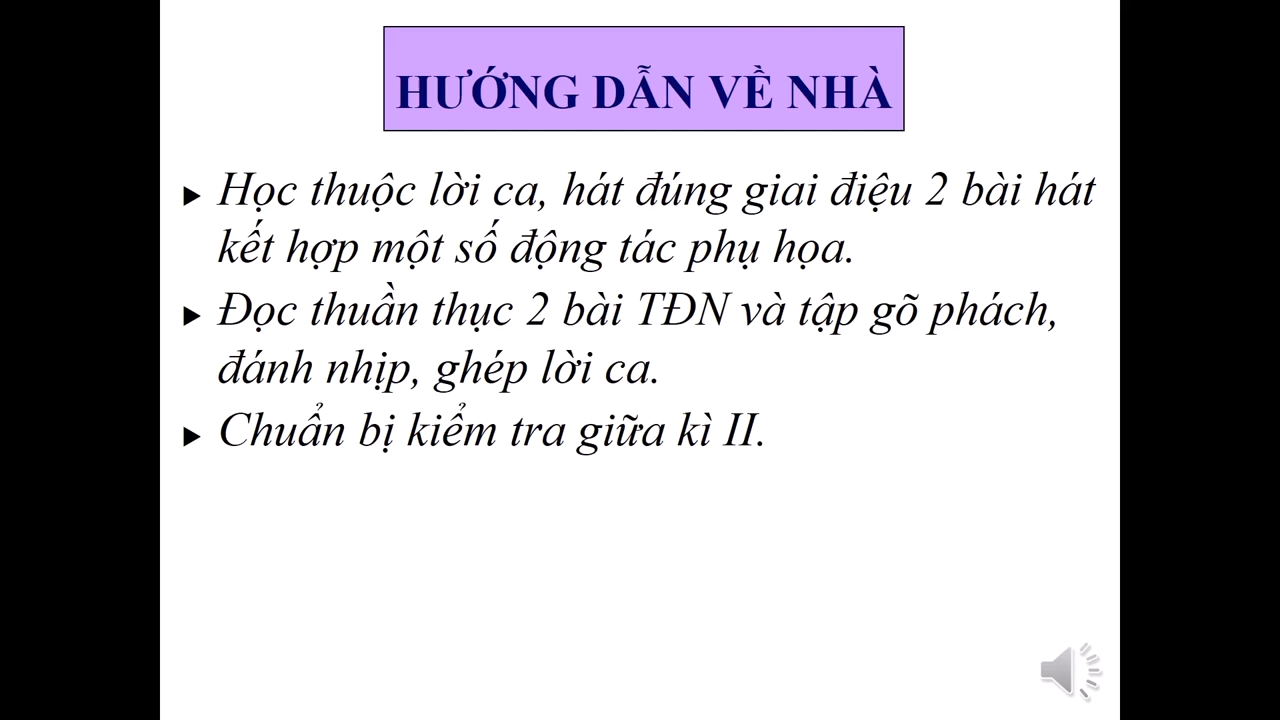 HƯỚNG DẪN VỀ NHÀ
Học thuộc lời ca, hát đúng giai điệu 2 bài hát
kết hợp một số động tác phụ họa.
Đọc thuần thục 2 bài TĐN và tập gõ phách,
đánh nhịp, ghép lời ca.
Chuẩn bị kiểm tra giữa kì II.